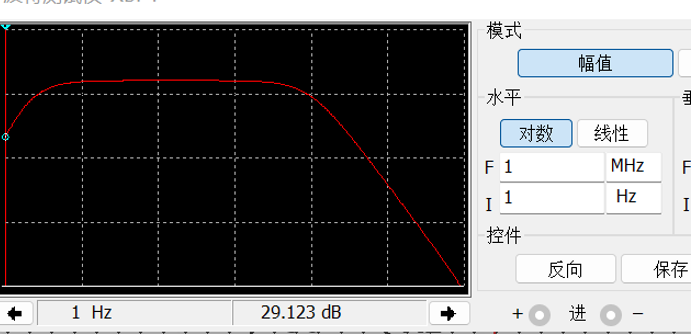 模式
幅值
水平
对数 线性
F 1 MHz F
I 1 Hz I
控件
反向 保存
1 Hz 29.123 dB + 进 −